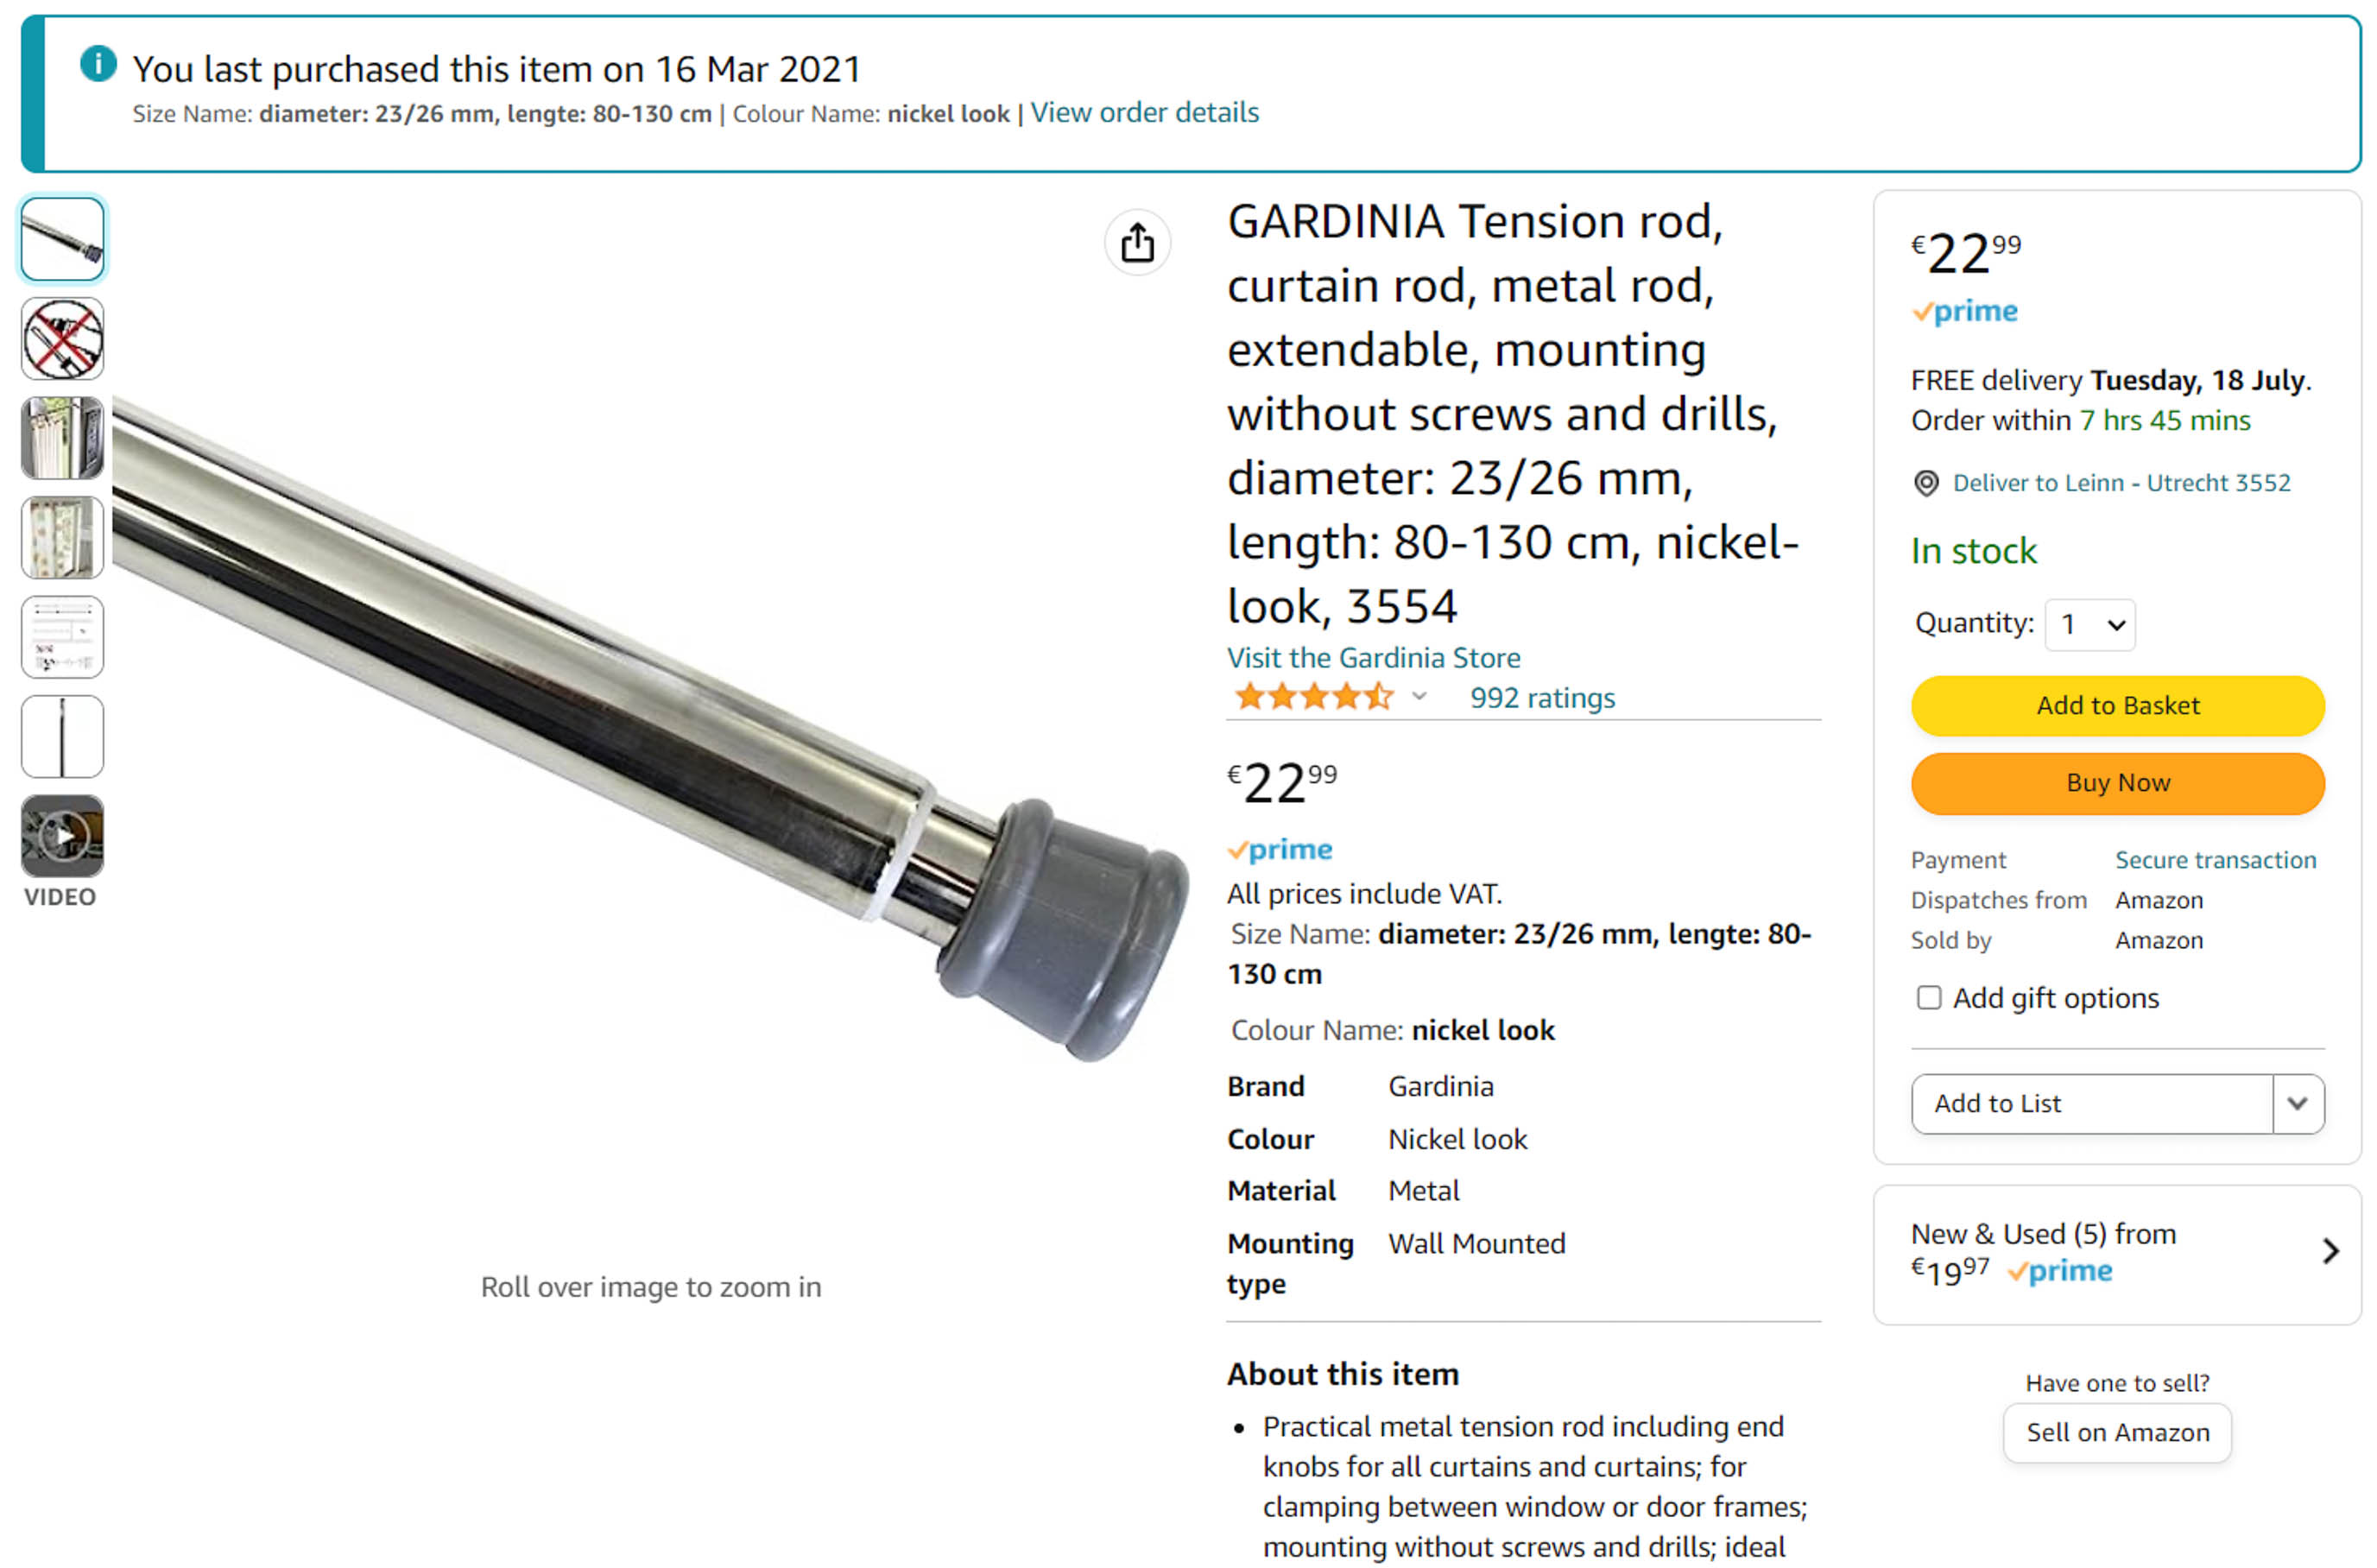 You last purchased this item on 16 Mar 2021
Size Name: diameter: 23/26 mm, lengte: 80-130 cm | Colour Name: nickel look | View order details
VIDEO
Roll over image to zoom in
GARDINIA Tension rod,
curtain rod, metal rod,
extendable, mounting
without screws and drills,
diameter: 23/26 mm,
length: 80-130 cm, nickel-
look, 3554
Visit the Gardinia Store
992 ratings
€22⁹⁹
prime
All prices include VAT.
Size Name: diameter: 23/26 mm, lengte: 80-
130 cm
Colour Name: nickel look
Brand Gardinia
Colour Nickel look
Material Metal
Mounting Wall Mounted
type
About this item
• Practical metal tension rod including end
knobs for all curtains and curtains; for
clamping between window or door frames;
mounting without screws and drills; ideal
€22⁹⁹
prime
FREE delivery Tuesday, 18 July.
Order within 7 hrs 45 mins
Deliver to Leinn - Utrecht 3552
In stock
Quantity: 1
Add to Basket
Buy Now
Payment Secure transaction
Dispatches from Amazon
Sold by Amazon
Add gift options
Add to List
New & Used (5) from
€19⁹⁷ prime
Have one to sell?
Sell on Amazon